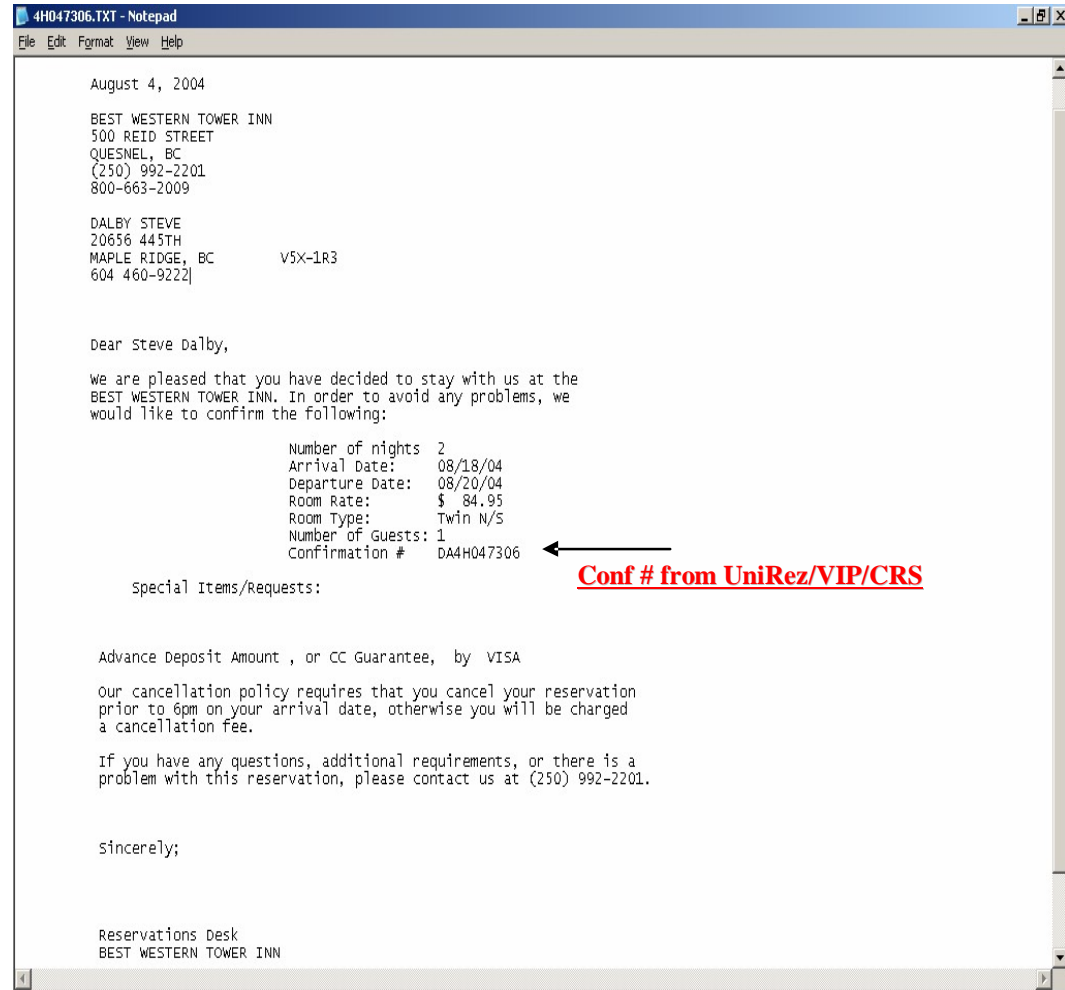 4H047306.TXT - Notepad
File Edit Format View Help
August 4, 2004
BEST WESTERN TOWER INN
500 REID STREET
QUESNEL, BC
(250) 992-2201
800-663-2009
DALBY STEVE
20656 445TH
MAPLE RIDGE, BC V5X-1R3
604 460-9222
Dear Steve Dalby,
We are pleased that you have decided to stay with us at the
BEST WESTERN TOWER INN. In order to avoid any problems, we
would like to confirm the following:
Number of nights 2
Arrival Date: 08/18/04
Departure Date: 08/20/04
Room Rate: $ 84.95
Room Type: Twin N/S
Number of Guests: 1
Confirmation # DA4H047306
Conf # from UniRez/VIP/CRS
Special Items/Requests:
Advance Deposit Amount , or CC Guarantee, by VISA
Our cancellation policy requires that you cancel your reservation
prior to 6pm on your arrival date, otherwise you will be charged
a cancellation fee.
If you have any questions, additional requirements, or there is a
problem with this reservation, please contact us at (250) 992-2201.
Sincerely;
Reservations Desk
BEST WESTERN TOWER INN